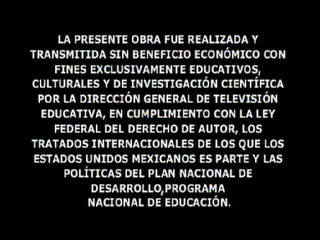 LA PRESENTE OBRA FUE REALIZADA Y
TRANSMITIDA SIN BENEFICIO ECONÓMICO CON
FINES EXCLUSIVAMENTE EDUCATIVOS,
CULTURALES Y DE INVESTIGACIÓN CIENTÍFICA
POR LA DIRECCIÓN GENERAL DE TELEVISIÓN
EDUCATIVA, EN CUMPLIMIENTO CON LA LEY
FEDERAL DEL DERECHO DE AUTOR, LOS
TRATADOS INTERNACIONALES DE LOS QUE LOS
ESTADOS UNIDOS MEXICANOS ES PARTE Y LAS
POLÍTICAS DEL PLAN NACIONAL DE
DESARROLLO,PROGRAMA
NACIONAL DE EDUCACIÓN.